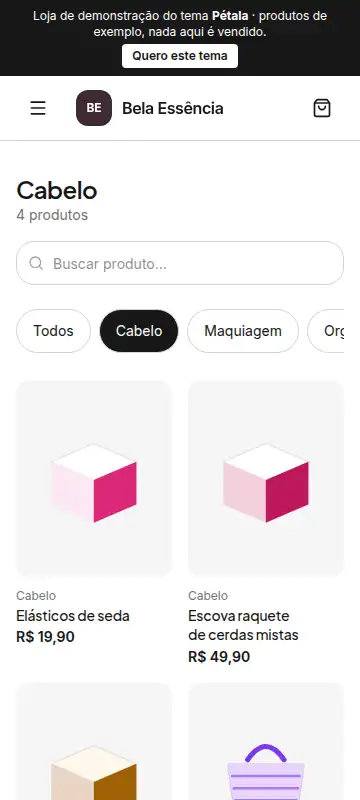 Loja de demonstração do tema Pétala · produtos de
exemplo, nada aqui é vendido.
Quero este tema
BE
Bela Essência
Cabelo
4 produtos
Buscar produto...
Todos
Cabelo
Maquiagem
Org
Cabelo
Elásticos de seda
R$ 19,90
Cabelo
Escova raquete
de cerdas mistas
R$ 49,90